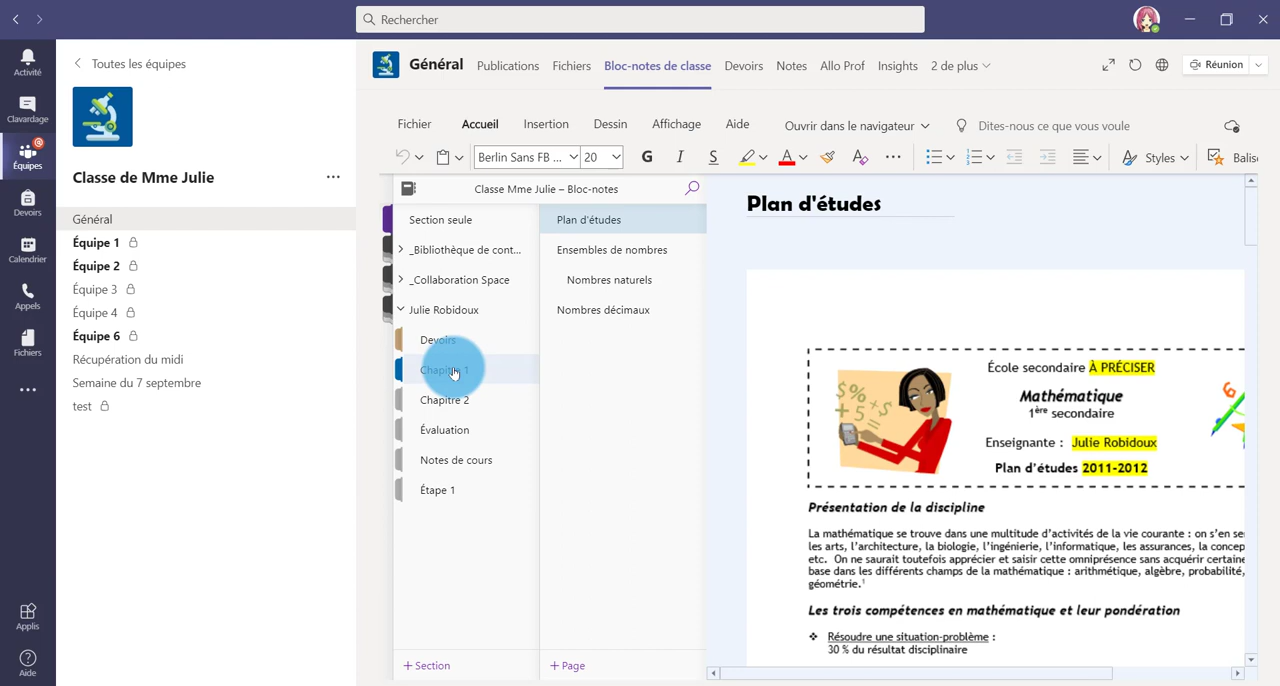 Rechercher
Activité
Clavardage
Équipes
Devoirs
Calendrier
Appels
Fichiers
Applis
Aide
Toutes les équipes
Classe de Mme Julie
Général
Équipe 1
Équipe 2
Équipe 3
Équipe 4
Équipe 6
Récupération du midi
Semaine du 7 septembre
test
Général Publications Fichiers Bloc-notes de classe Devoirs Notes Allo Prof Insights 2 de plus
Réunion
Fichier Accueil Insertion Dessin Affichage Aide Ouvrir dans le navigateur Dites-nous ce que vous voule
Berlin Sans FB ... 20 G I S A Styles Balis
Classe Mme Julie – Bloc-notes
Section seule
_Bibliothèque de cont...
_Collaboration Space
Julie Robidoux
Devoirs
Chapitre 1
Chapitre 2
Évaluation
Notes de cours
Étape 1
+ Section
Plan d'études
Ensembles de nombres
Nombres naturels
Nombres décimaux
+ Page
Plan d'études
École secondaire À PRÉCISER
Mathématique
1ère secondaire
Enseignante : Julie Robidoux
Plan d'études 2011-2012
Présentation de la discipline
La mathématique se trouve dans une multitude d'activités de la vie courante : on s'en se
les arts, l'architecture, la biologie, l'ingénierie, l'informatique, les assurances, la concep
etc. On ne saurait toutefois apprécier et saisir cette omniprésence sans acquérir certaine
base dans les différents champs de la mathématique : arithmétique, algèbre, probabilité,
géométrie.¹
Les trois compétences en mathématique et leur pondération
❖ Résoudre une situation-problème :
30 % du résultat disciplinaire